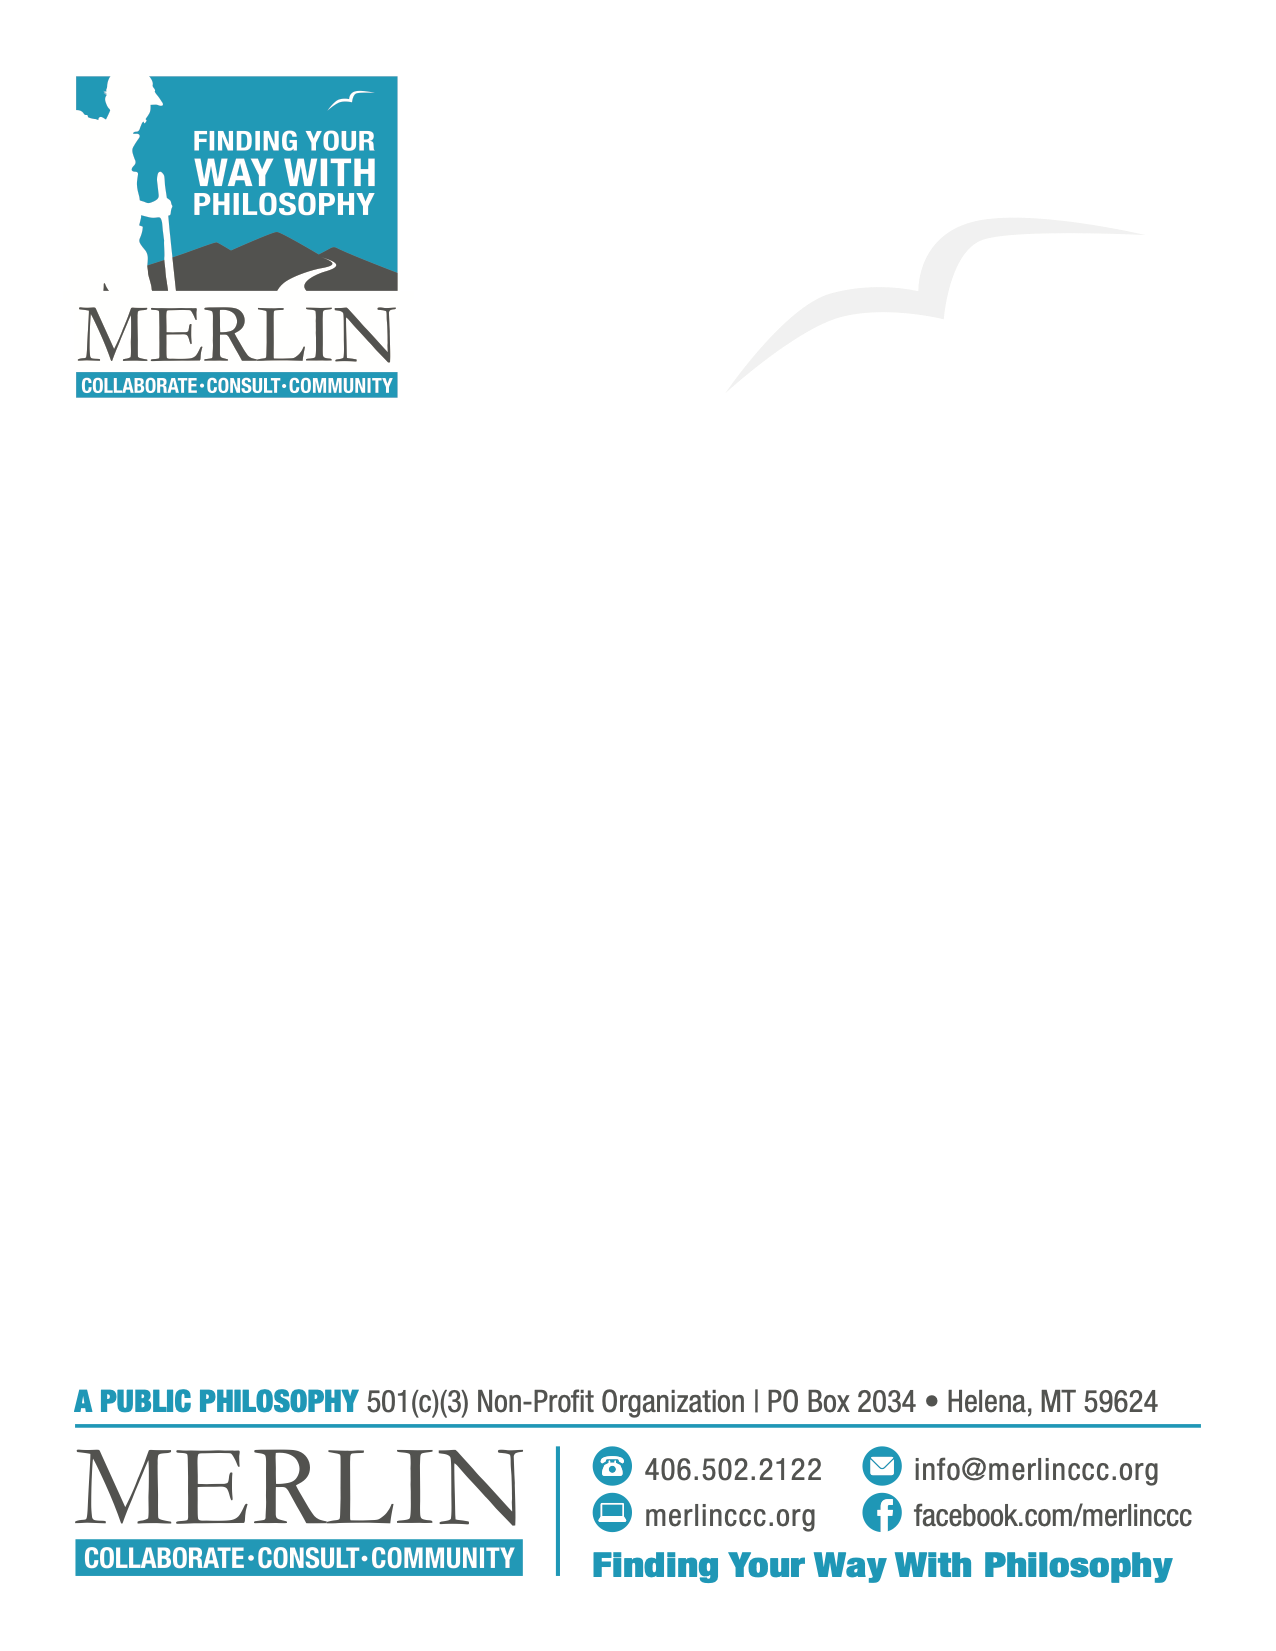 FINDING YOUR
WAY WITH
PHILOSOPHY
MERLIN
COLLABORATE·CONSULT·COMMUNITY
A PUBLIC PHILOSOPHY 501(c)(3) Non-Profit Organization | PO Box 2034 • Helena, MT 59624
MERLIN
COLLABORATE·CONSULT·COMMUNITY
406.502.2122
info@merlinccc.org
merlinccc.org
facebook.com/merlinccc
Finding Your Way With Philosophy